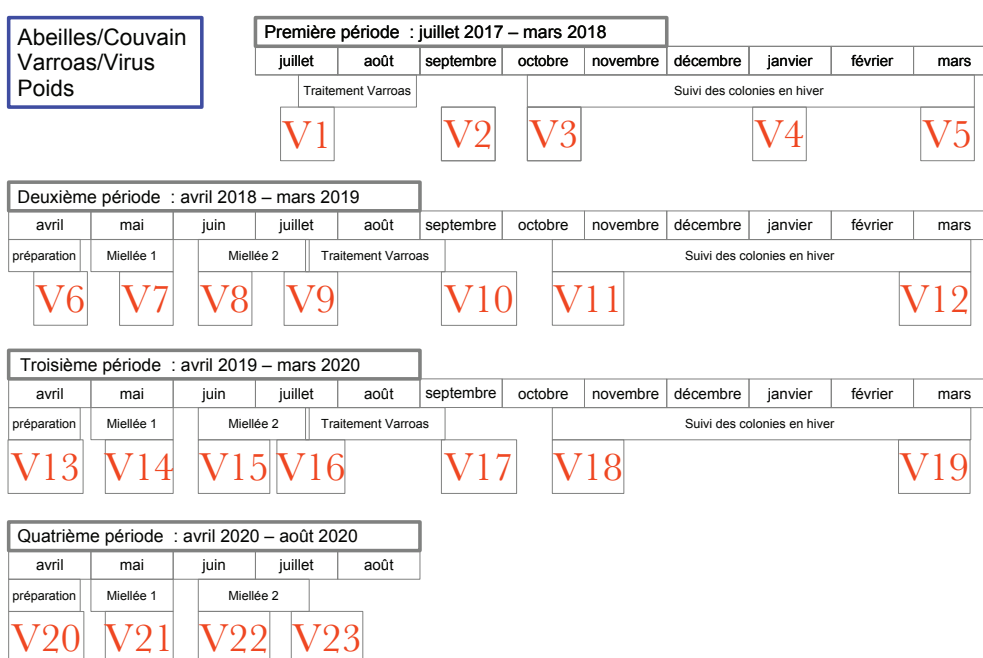 Abeilles/Couvain
Varroas/Virus
Poids
Première période : juillet 2017 – mars 2018
juillet août septembre octobre novembre décembre janvier février mars
Traitement Varroas Suivi des colonies en hiver
V1 V2 V3 V4 V5
Deuxième période : avril 2018 – mars 2019
avril mai juin juillet août septembre octobre novembre décembre janvier février mars
préparation Miellée 1 Miellée 2 Traitement Varroas Suivi des colonies en hiver
V6 V7 V8 V9 V10 V11 V12
Troisième période : avril 2019 – mars 2020
avril mai juin juillet août septembre octobre novembre décembre janvier février mars
préparation Miellée 1 Miellée 2 Traitement Varroas Suivi des colonies en hiver
V13 V14 V15 V16 V17 V18 V19
Quatrième période : avril 2020 – août 2020
avril mai juin juillet août
préparation Miellée 1 Miellée 2
V20 V21 V22 V23